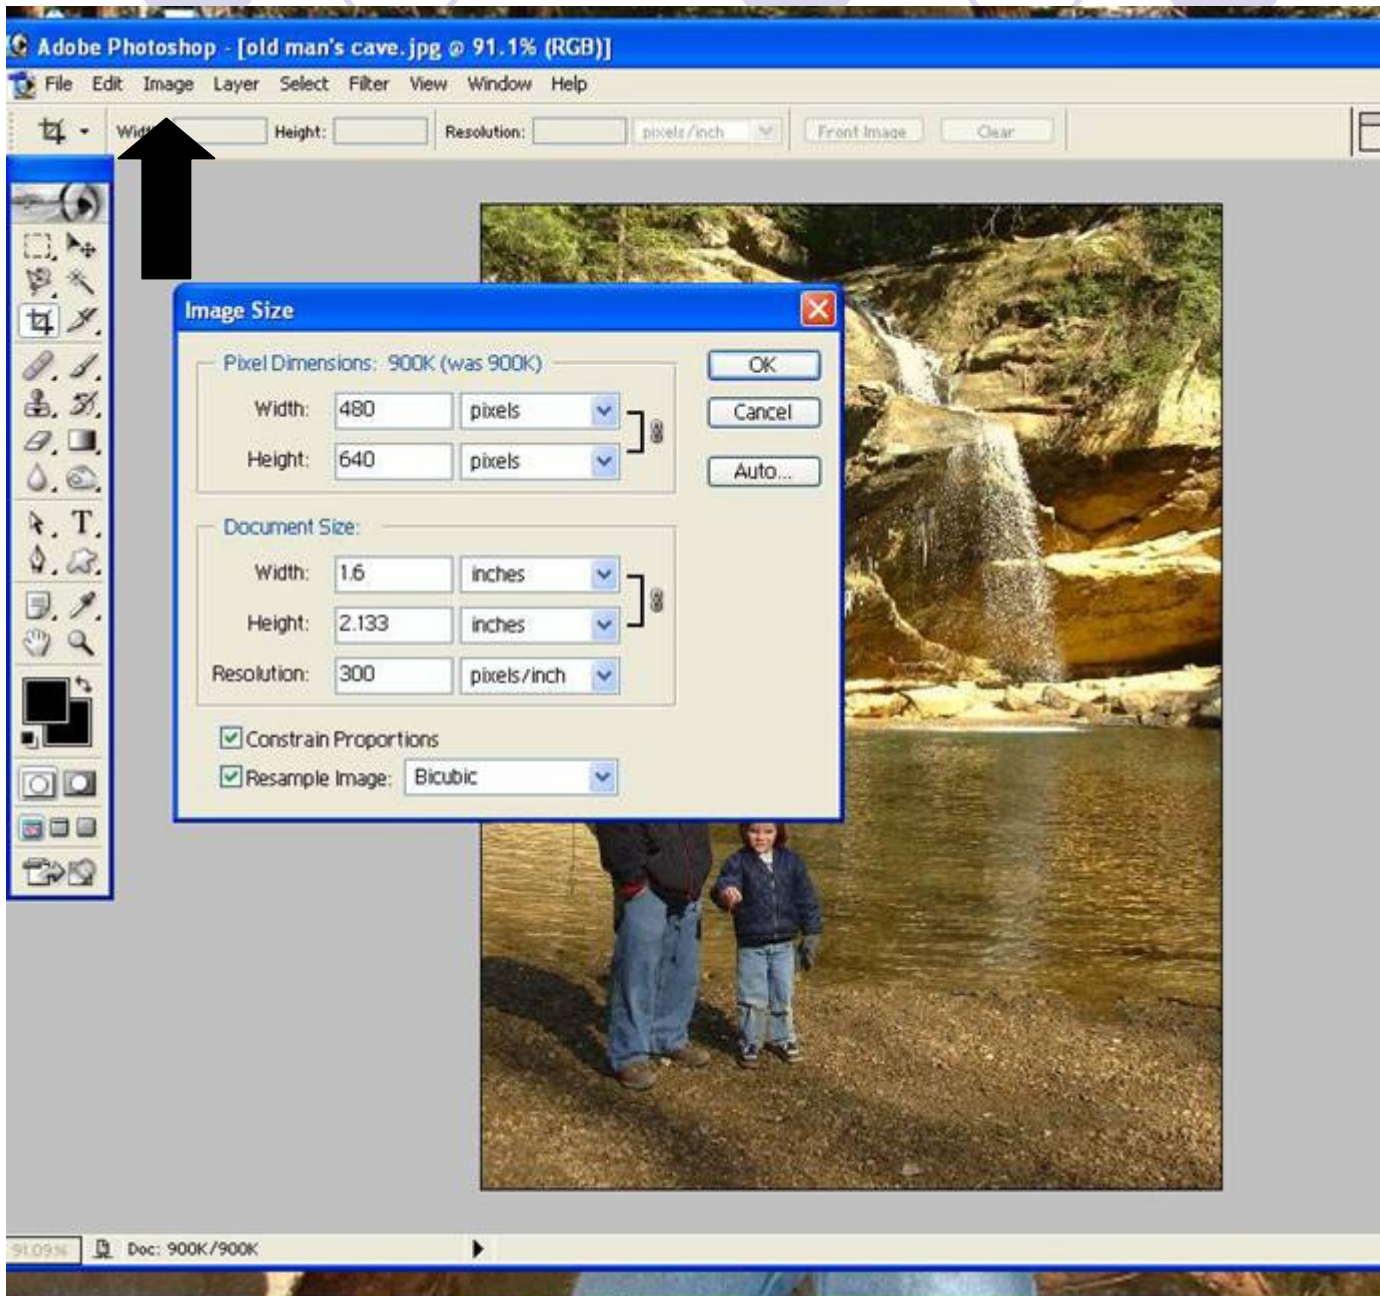 Adobe Photoshop - [old man's cave.jpg @ 91.1% (RGB)]
File Edit Image Layer Select Filter View Window Help
Height: Resolution: pixels/inch Front Image Clear
Image Size
Pixel Dimensions: 900K (was 900K)
OK
Width: 480 pixels
Cancel
Height: 640 pixels
Auto...
Document Size:
Width: 1.6 inches
Height: 2.133 inches
Resolution: 300 pixels/inch
Constrain Proportions
Resample Image: Bicubic
T
91.09% Doc: 900K/900K